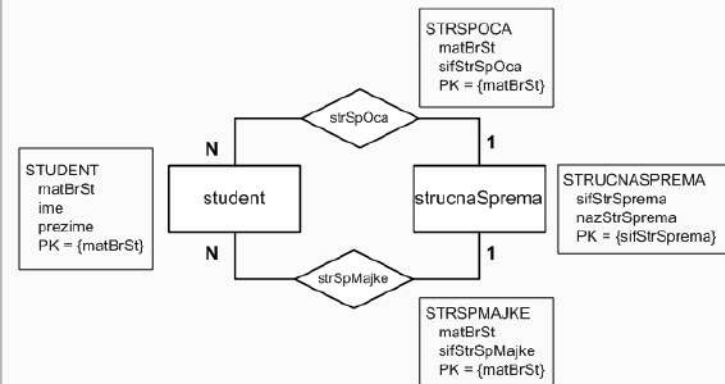 STRSPOCA
matBrSt
sifStrSpOca
PK = {matBrSt}
strSpOca
N
1
STUDENT
matBrSt
ime
prezime
PK = {matBrSt}
student
strucnaSprema
STRUCNASPREMA
sifStrSprema
nazStrSprema
PK = {sifStrSprema}
N
1
strSpMajke
STRSPMAJKE
matBrSt
sifStrSpMajke
PK = {matBrSt}